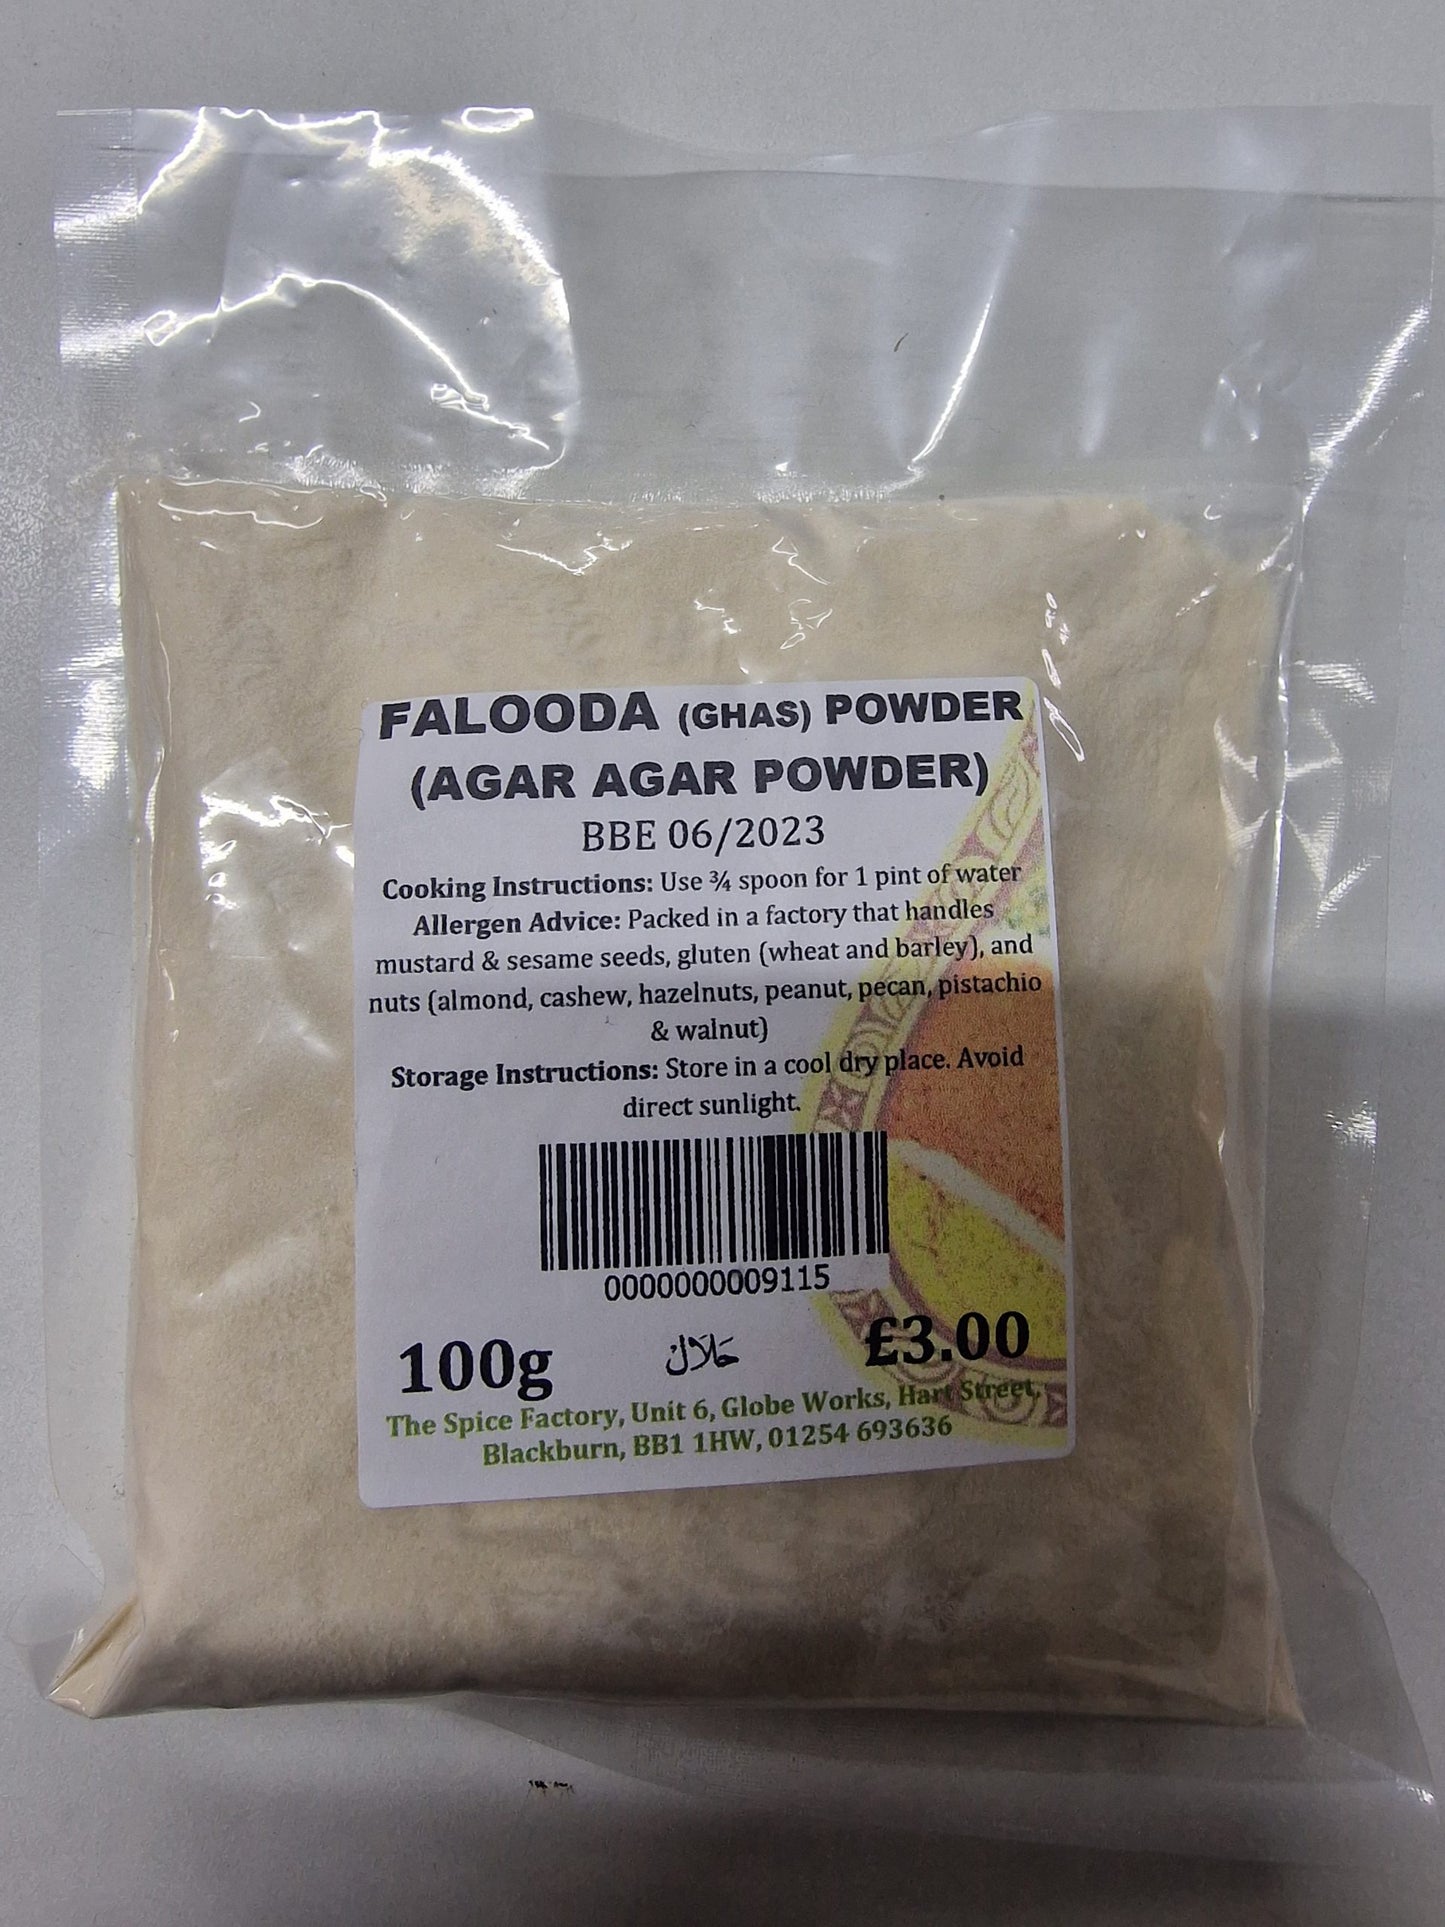 FALOODA (GHAS) POWDER
(AGAR AGAR POWDER)
BBE 06/2023
Cooking Instructions: Use ¾ spoon for 1 pint of water
Allergen Advice: Packed in a factory that handles
mustard & sesame seeds, gluten (wheat and barley), and
nuts (almond, cashew, hazelnuts, peanut, pecan, pistachio
& walnut)
Storage Instructions: Store in a cool dry place. Avoid
direct sunlight.
0000000009115
100g حلال £3.00
The Spice Factory, Unit 6, Globe Works, Hart Street,
Blackburn, BB1 1HW, 01254 693636